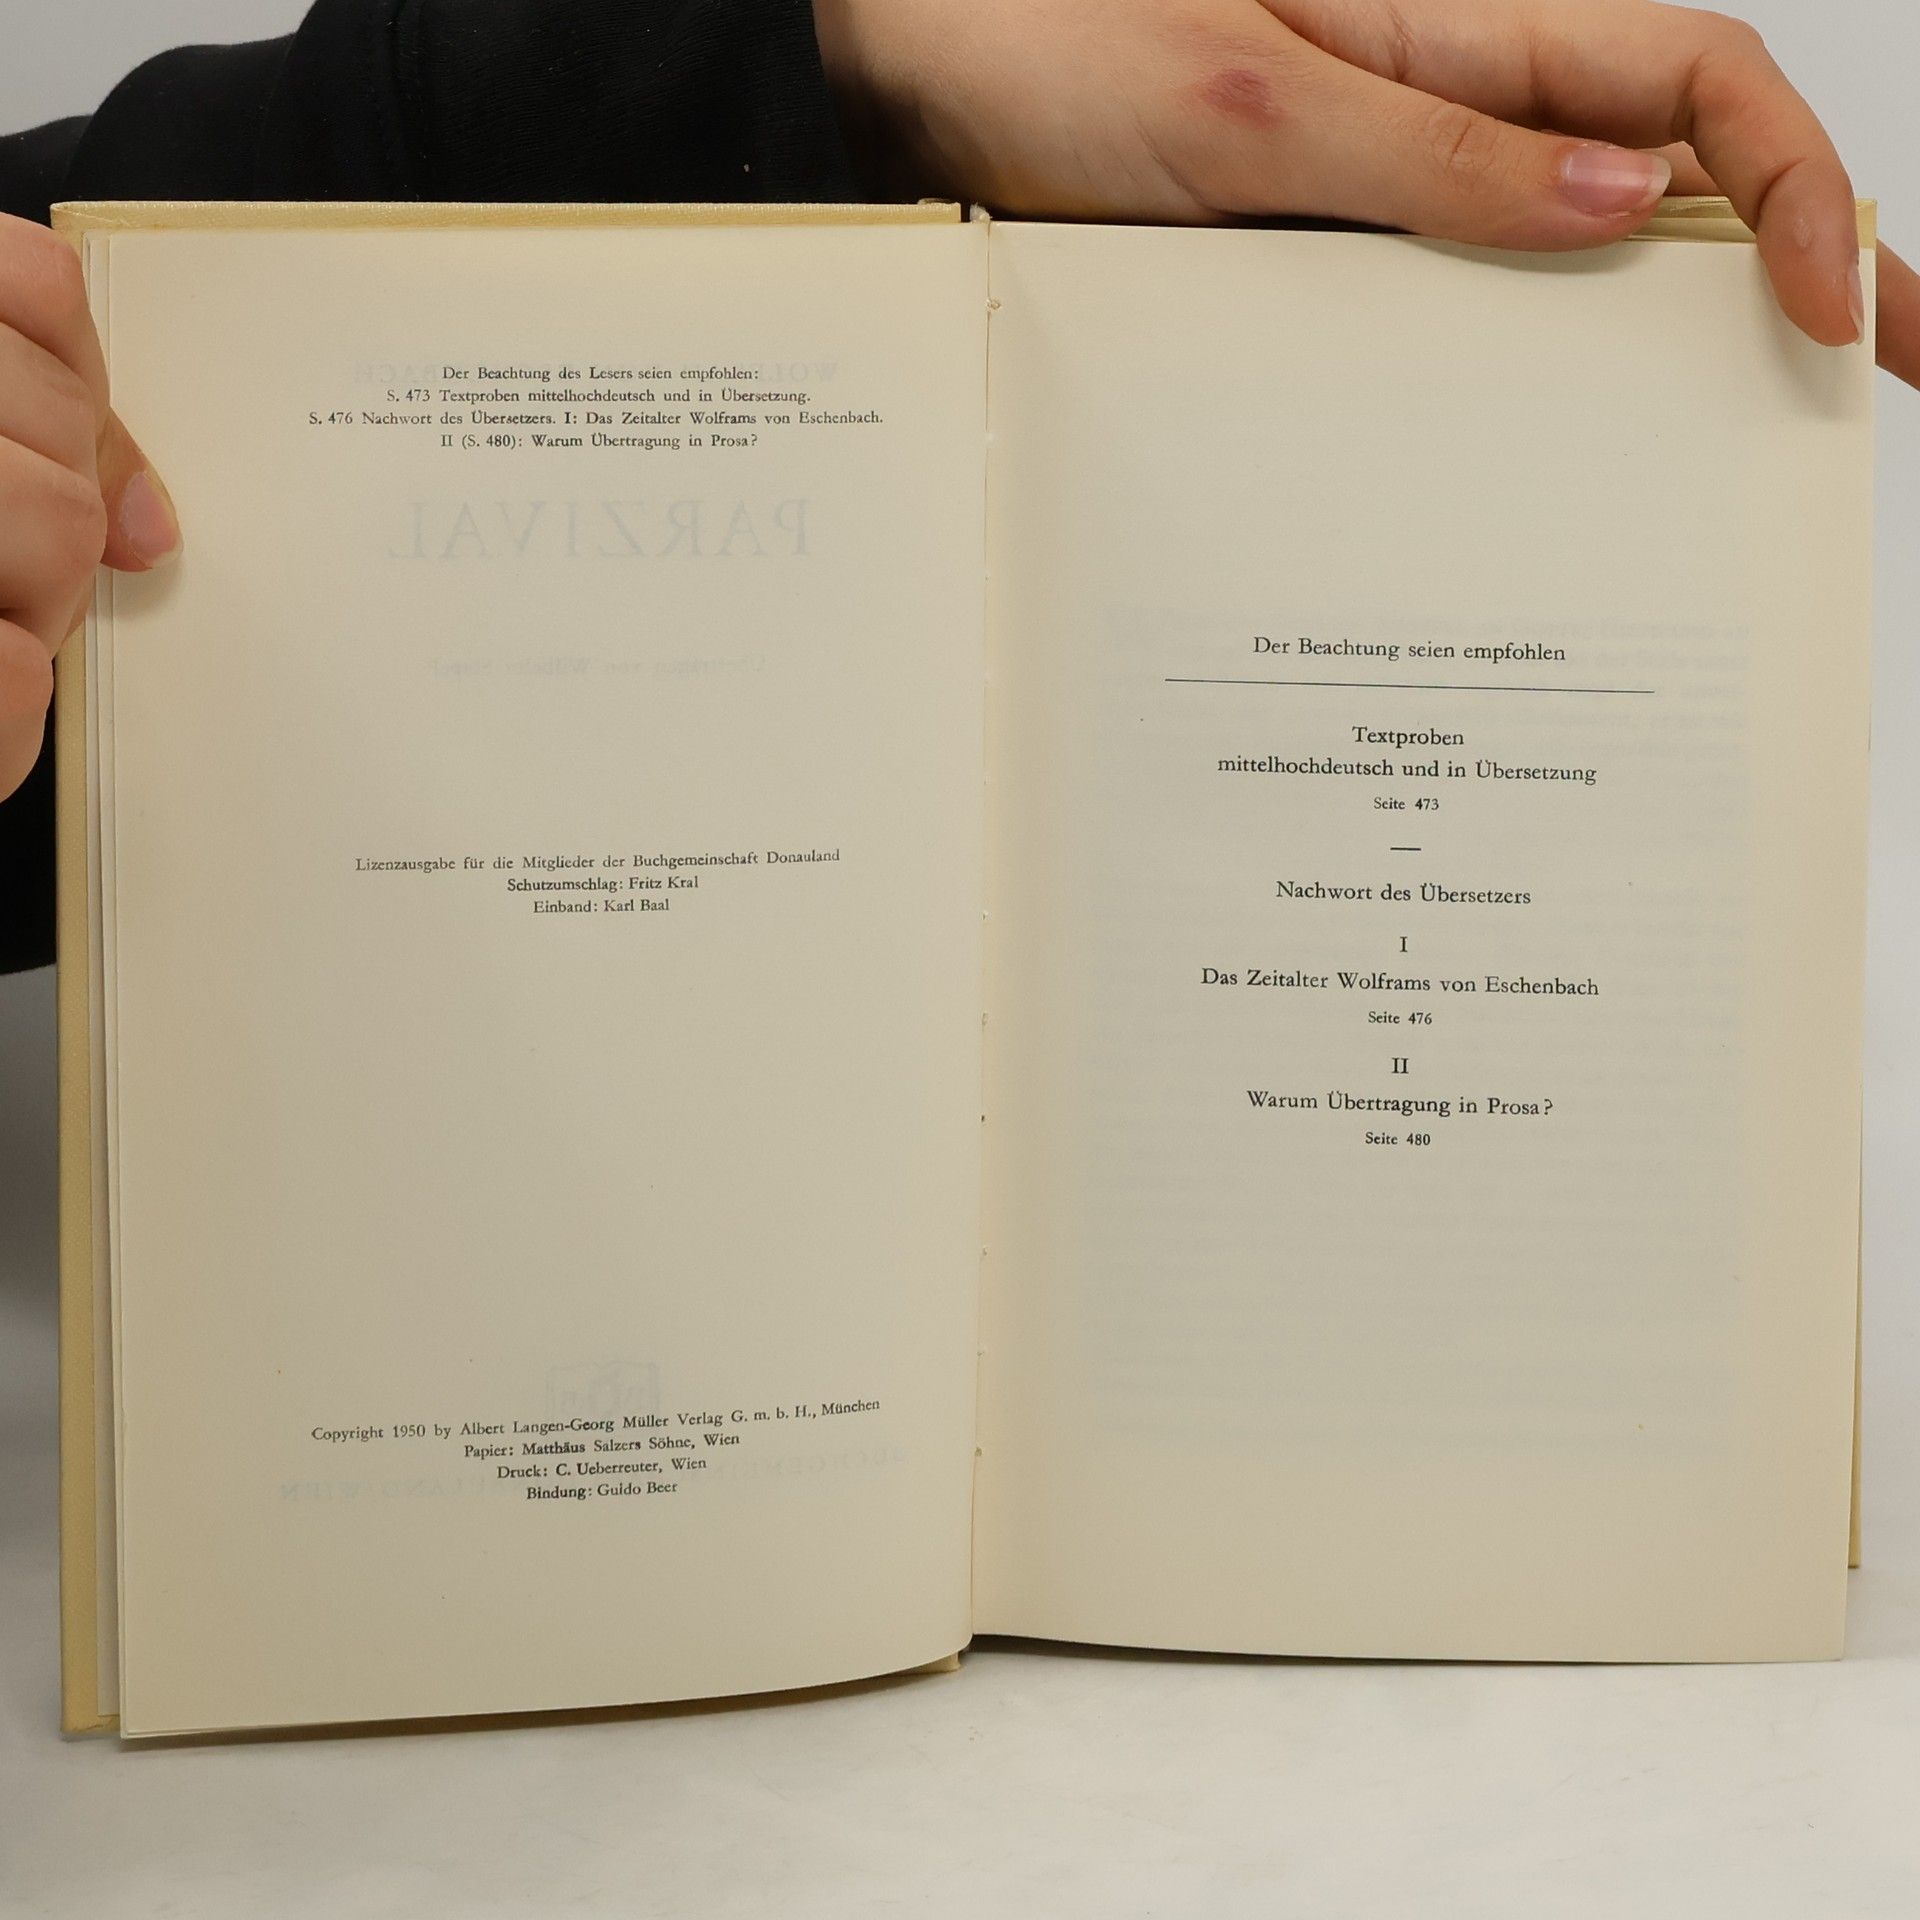 Der Beachtung des Lesers seien empfohlen:
S. 473 Textproben mittelhochdeutsch und in Übersetzung.
S. 476 Nachwort des Übersetzers. I: Das Zeitalter Wolframs von Eschenbach.
II (S. 480): Warum Übertragung in Prosa?
PARZIVAL
Lizenzausgabe für die Mitglieder der Buchgemeinschaft Donauland
Schutzumschlag: Fritz Kral
Einband: Karl Baal
Copyright 1950 by Albert Langen-Georg Müller Verlag G. m. b. H., München
Papier: Matthäus Salzers Söhne, Wien
Druck: C. Ueberreuter, Wien
Bindung: Guido Beer
Der Beachtung seien empfohlen
Textproben
mittelhochdeutsch und in Übersetzung
Seite 473
—
Nachwort des Übersetzers
I
Das Zeitalter Wolframs von Eschenbach
Seite 476
II
Warum Übertragung in Prosa?
Seite 480